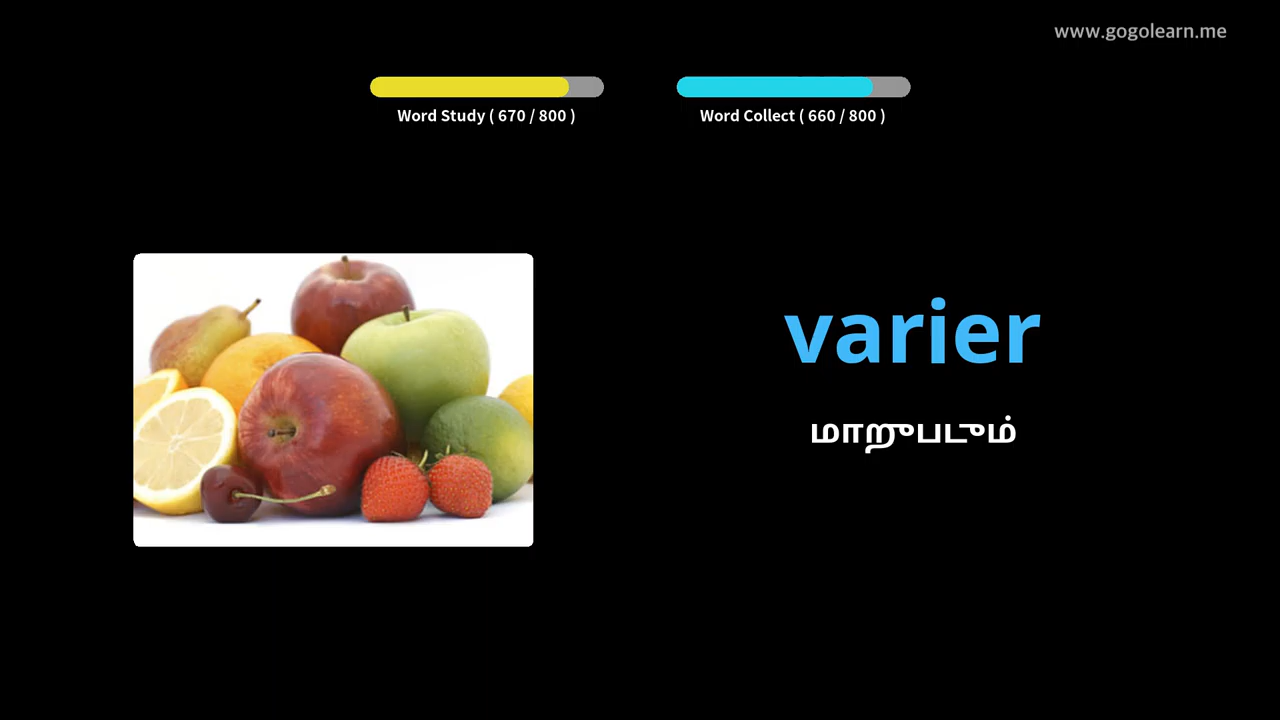 www.gogolearn.me
Word Study ( 670 / 800 )
Word Collect ( 660 / 800 )
varier
மாறுபடும்